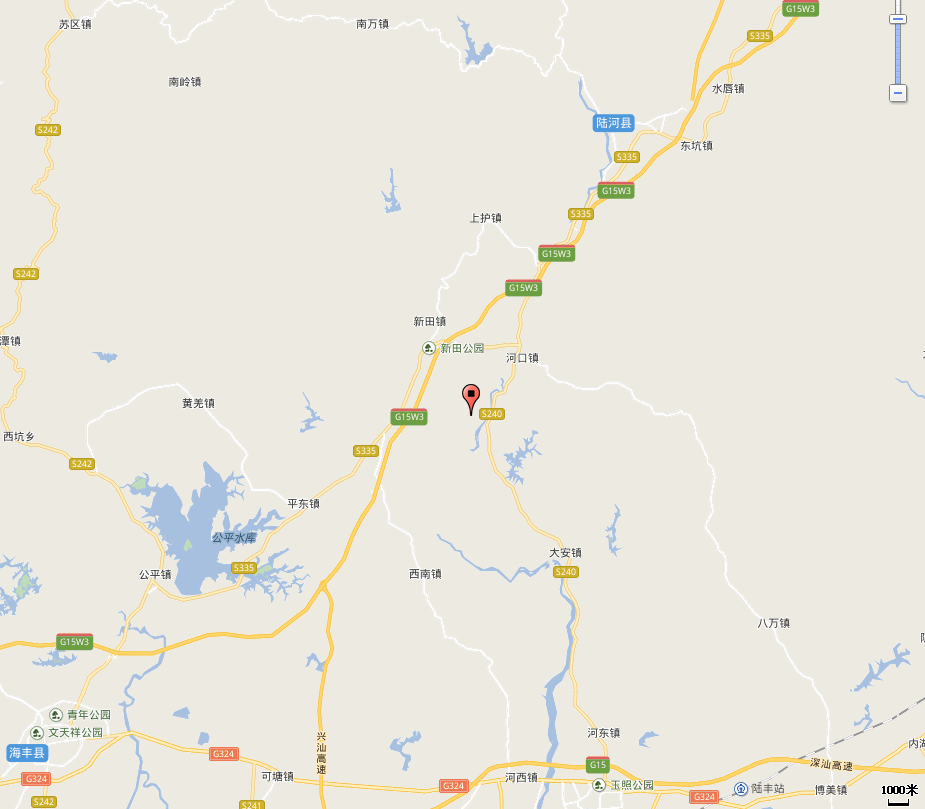 G15W3
苏区镇
南万镇
S335
南岭镇
水唇镇
陆河县
S242
东坑镇
S335
G15W3
S335
上护镇
G15W3
S242
G15W3
新田镇
潭镇
新田公园
河口镇
黄羌镇
S240
G15W3
西坑乡
S335
S242
平东镇
公平水库
大安镇
S335
公平镇
西南镇
S240
八万镇
G15W3
青年公园
文天祥公园
河东镇
内湖
海丰县
G324
兴汕高速
G15
深汕高速
G324
可塘镇
G324
河西镇
玉照公园
陆丰站
博美镇
1000米
G324
S242
S241